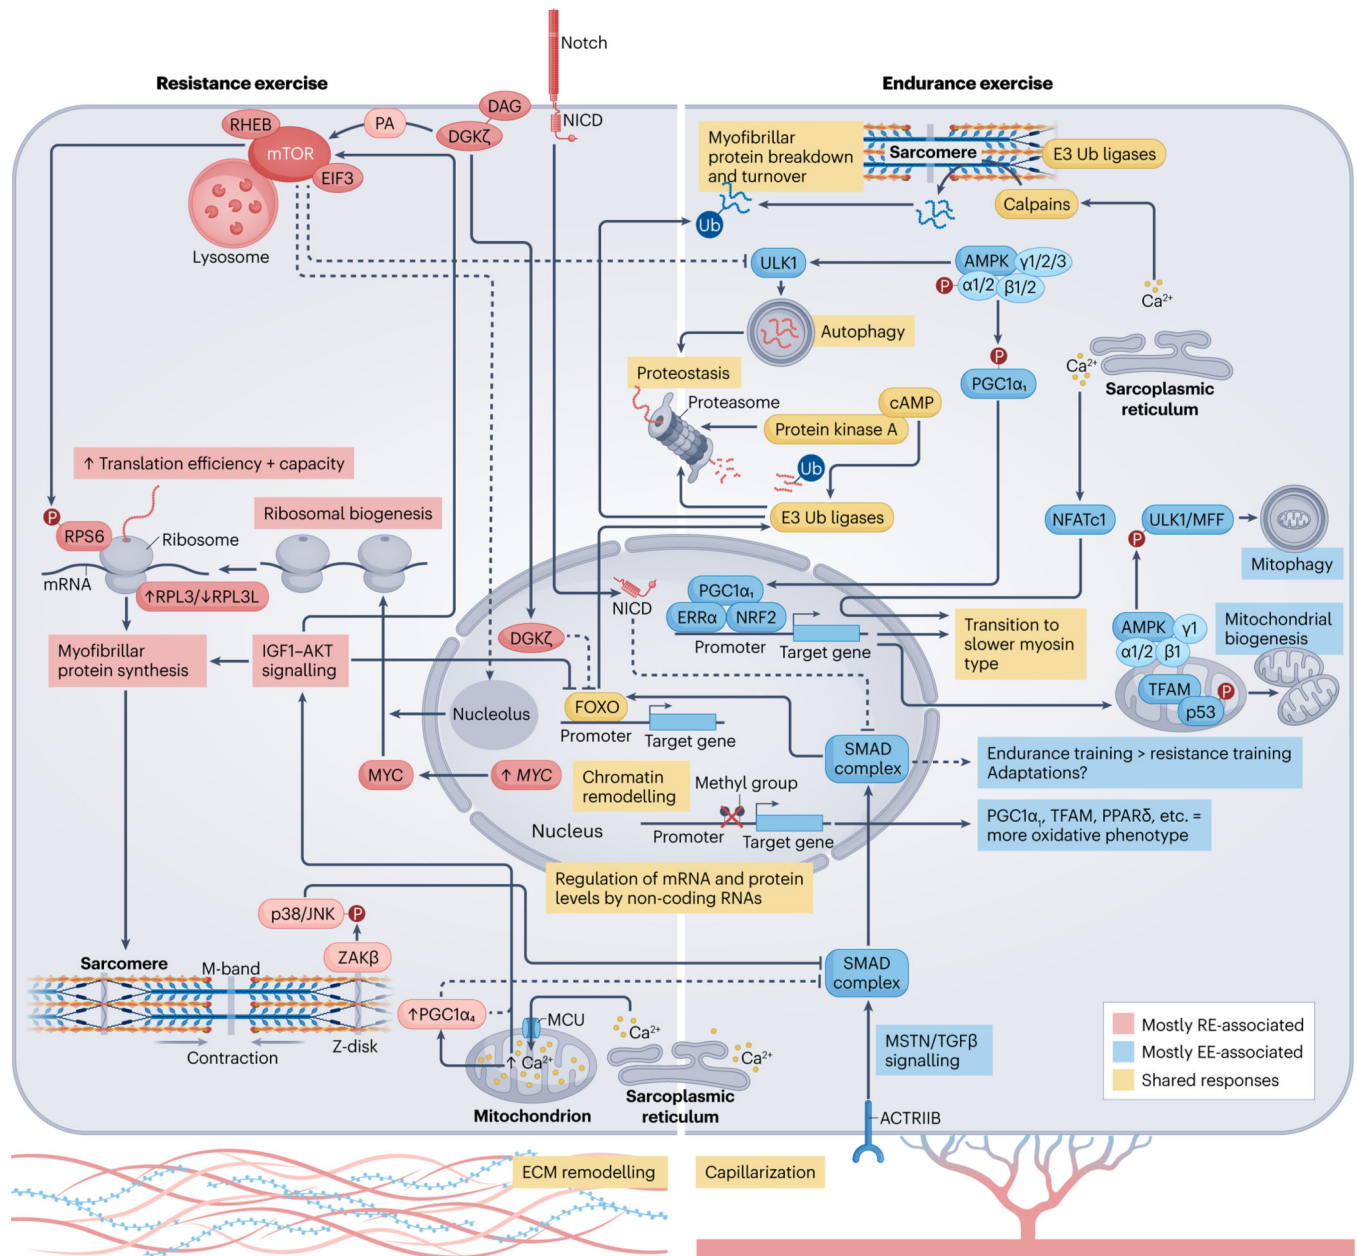 Notch
Resistance exercise
Endurance exercise
DAG
NICD
PA
RHEB
DGKζ
mTOR
EIF3
Lysosome
Myofibrillar
protein breakdown
and turnover
Sarcomere
E3 Ub ligases
Calpains
Ub
ULK1
AMPK
γ1/2/3
P
α1/2
β1/2
Ca²⁺
Autophagy
P
PGC1α₁
Ca²⁺
Sarcoplasmic
reticulum
Proteostasis
Proteasome
cAMP
Protein kinase A
Ub
E3 Ub ligases
↑ Translation efficiency + capacity
P
RPS6
Ribosome
Ribosomal biogenesis
mRNA
↑RPL3/↓RPL3L
Myofibrillar
protein synthesis
IGF1–AKT
signalling
NFATc1
ULK1/MFF
P
Mitophagy
NICD
PGC1α₁
ERRα
NRF2
Promoter
Target gene
DGKζ
Transition to
slower myosin
type
AMPK
γ1
α1/2
β1
Mitochondrial
biogenesis
TFAM
P
p53
Nucleolus
FOXO
Promoter
Target gene
SMAD
complex
Endurance training > resistance training
Adaptations?
MYC
↑ MYC
Chromatin
remodelling
Methyl group
Nucleus
Promoter
Target gene
PGC1α₁, TFAM, PPARδ, etc. =
more oxidative phenotype
Regulation of mRNA and protein
levels by non-coding RNAs
p38/JNK
P
ZAKβ
Sarcomere
M-band
Z-disk
Contraction
↑PGC1α₄
MCU
↑ Ca²⁺
Mitochondrion
Ca²⁺
Ca²⁺
Sarcoplasmic
reticulum
SMAD
complex
MSTN/TGFβ
signalling
ACTRIIB
Mostly RE-associated
Mostly EE-associated
Shared responses
ECM remodelling
Capillarization